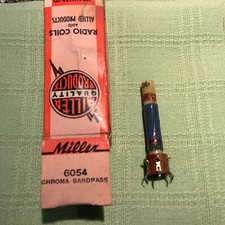 RADIO COILS
AND
ALLIED PRODUCTS
MILLER
QUALITY
PRODUCTS
Miller
6054
CHROMA BANDPASS